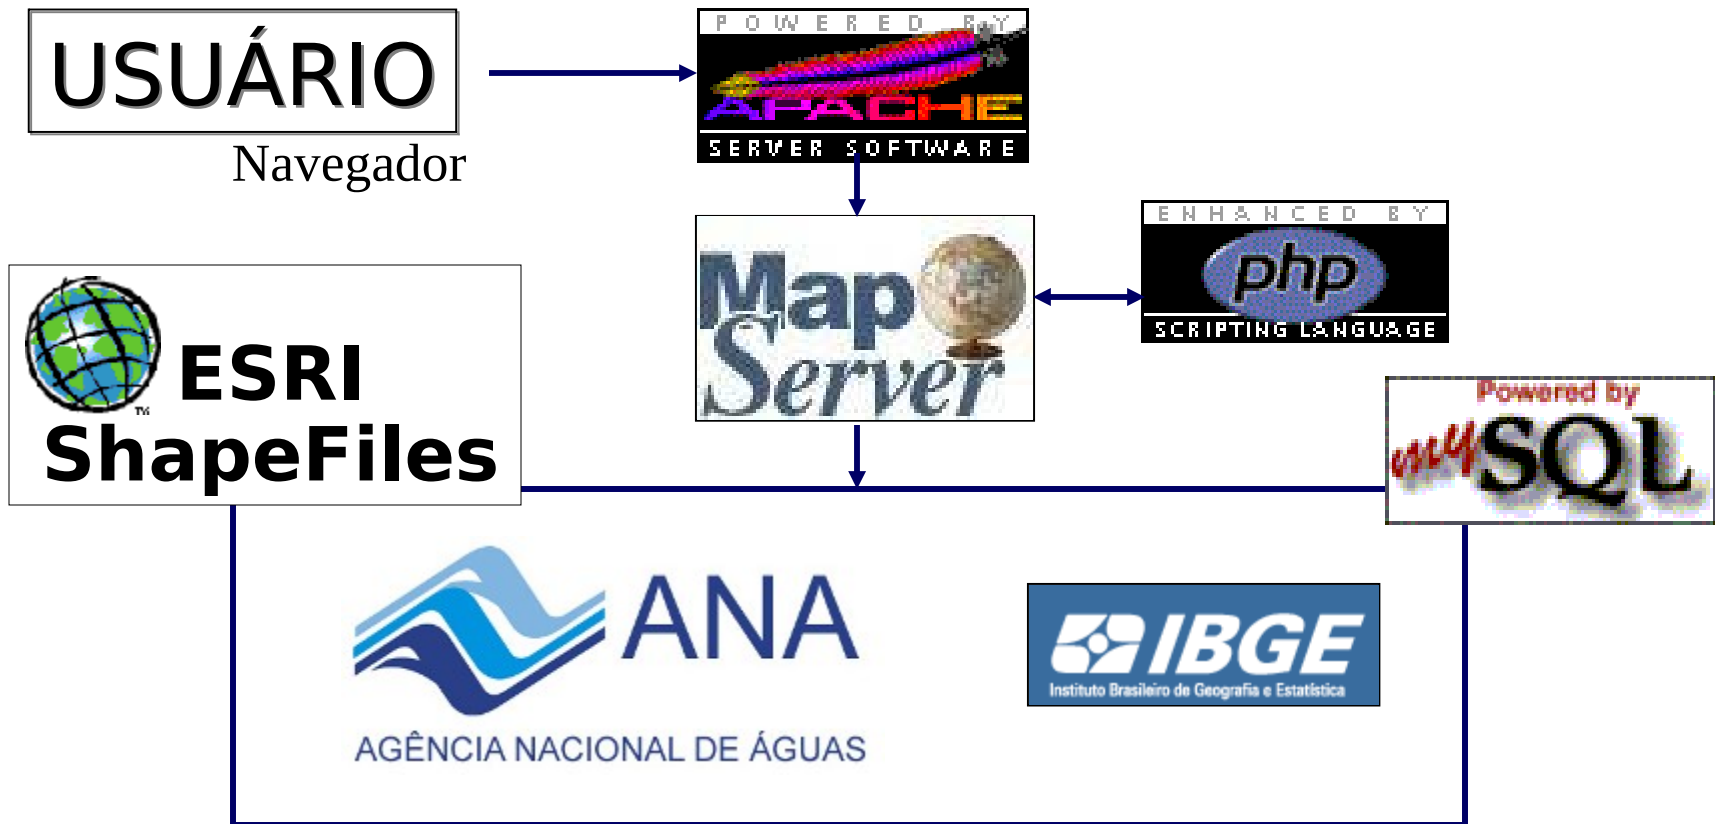 USUÁRIO
Navegador
POWERED BY
APACHE
SERVER SOFTWARE
Map
Server
ENHANCED BY
php
SCRIPTING LANGUAGE
ESRI
ShapeFiles
TM
Powered by
mySQL
ANA
AGÊNCIA NACIONAL DE ÁGUAS
IBGE
Instituto Brasileiro de Geografia e Estatística